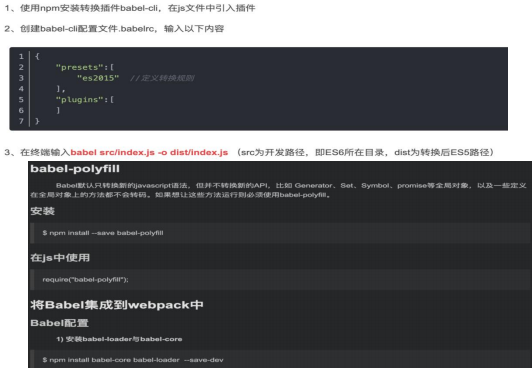 1、使用npm安装转换插件babel-cli，在js文件中引入插件
2、创建babel-cli配置文件.babelrc，输入以下内容
1 {
2 "presets":[
3 "es2015" //定义转换规则
4 ],
5 "plugins":[
6 ]
7 }
3、在终端输入babel src/index.js -o dist/index.js （src为开发路径，即ES6所在目录，dist为转换后ES5路径）
babel-polyfill
Babel默认只转换新的javascript语法，但并不转换新的API，比如 Generator、Set、Symbol、promise等全局对象，以及一些定义
在全局对象上的方法都不会转码。如果想让这些方法运行则必须使用babel-polyfill。
安装
$ npm install --save babel-polyfill
在js中使用
require("babel-polyfill");
将Babel集成到webpack中
Babel配置
1) 安装babel-loader与babel-core
$ npm install babel-core babel-loader --save-dev